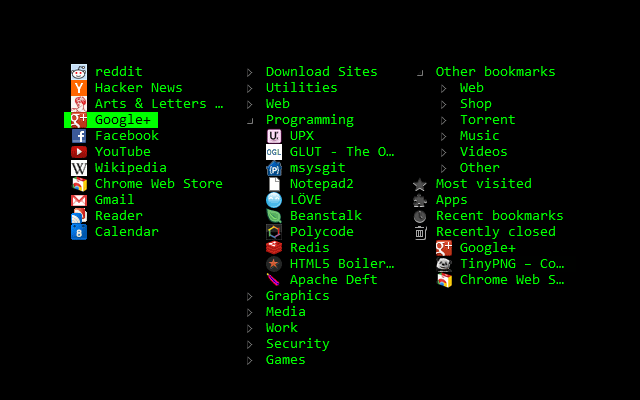 reddit
Hacker News
Arts & Letters …
Google+
Facebook
YouTube
Wikipedia
Chrome Web Store
Gmail
Reader
Calendar
Download Sites
Utilities
Web
Programming
UPX
OGL GLUT - The O…
msysgit
Notepad2
LÖVE
Beanstalk
Polycode
Redis
HTML5 Boiler…
Apache Deft
Graphics
Media
Work
Security
Games
Other bookmarks
Web
Shop
Torrent
Music
Videos
Other
Most visited
Apps
Recent bookmarks
Recently closed
Google+
TinyPNG – Co…
Chrome Web S…